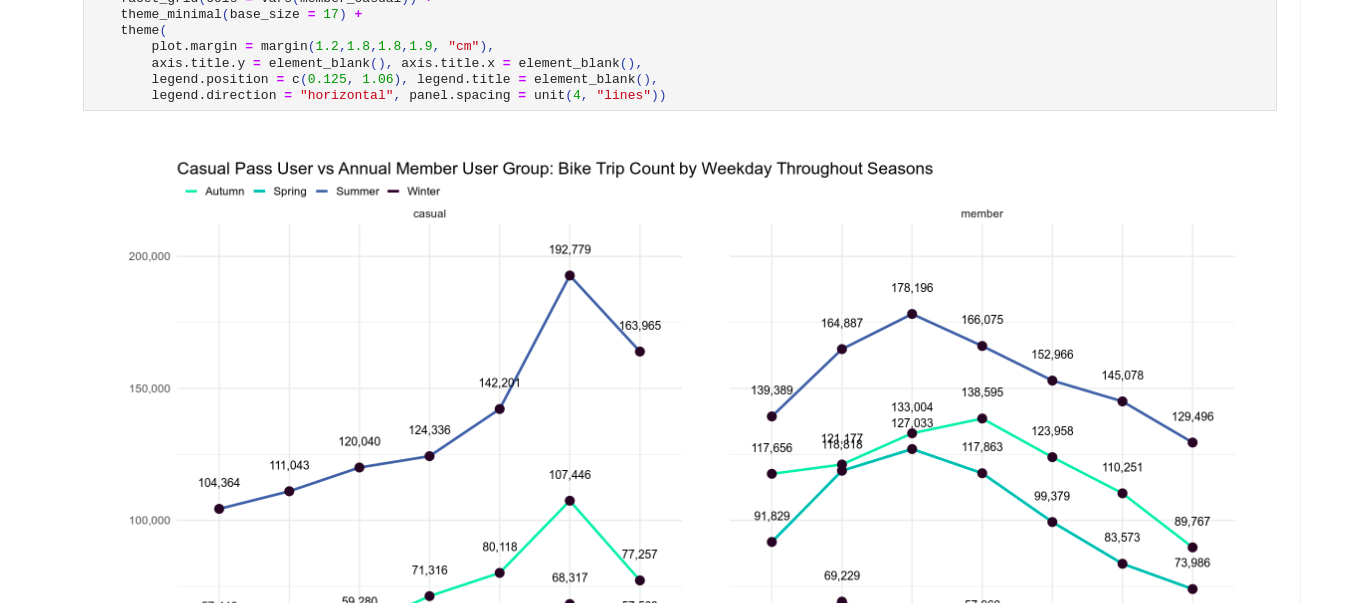 theme_minimal(base_size = 17) +
theme(
plot.margin = margin(1.2,1.8,1.8,1.9, "cm"),
axis.title.y = element_blank(), axis.title.x = element_blank(),
legend.position = c(0.125, 1.06), legend.title = element_blank(),
legend.direction = "horizontal", panel.spacing = unit(4, "lines"))
Casual Pass User vs Annual Member User Group: Bike Trip Count by Weekday Throughout Seasons
Autumn Spring Summer Winter
casual member
192,779
200,000
178,196
163,965 164,887 166,075
152,966
142,201 145,078
150,000 139,389 138,595
133,004
129,496
124,336 127,033 123,958
120,040 121,177
118,818
117,656 117,863
111,043 110,251
104,364 107,446
99,379
100,000 91,829 89,767
80,118 83,573
77,257 73,986
71,316 68,317 69,229
59,280